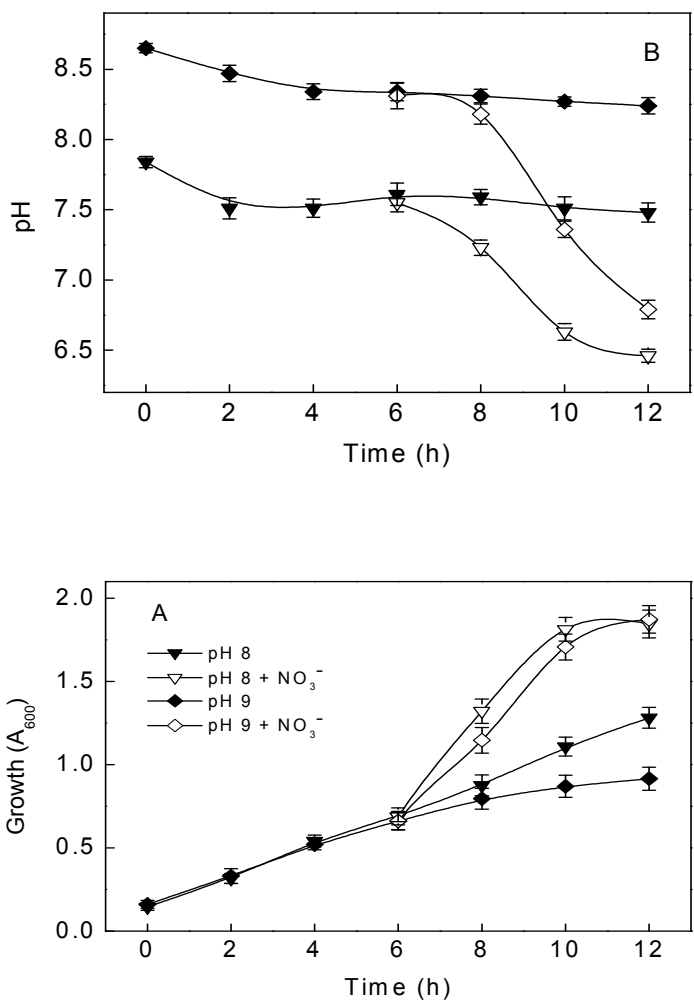 B
8.5
8.0
7.5
7.0
6.5
pH
0 2 4 6 8 10 12
Time (h)
A
pH 8
pH 8 + NO₃⁻
pH 9
pH 9 + NO₃⁻
2.0
1.5
1.0
0.5
0.0
Growth (A₆₀₀)
0 2 4 6 8 10 12
Time (h)